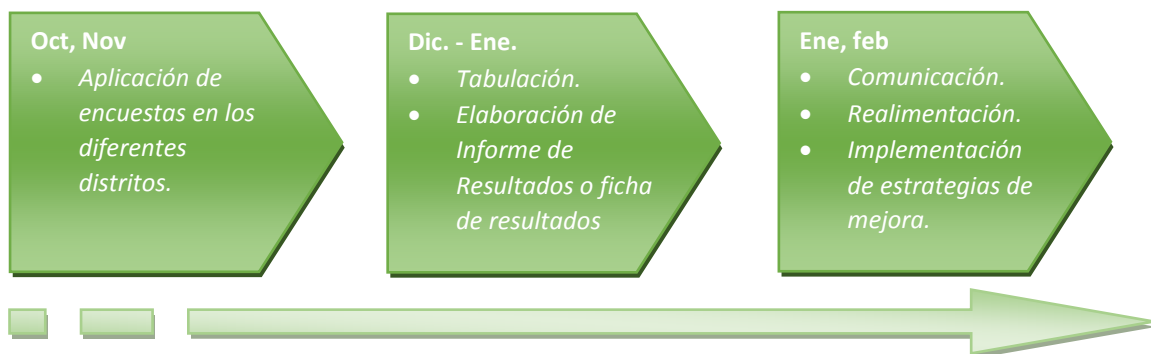 Oct, Nov
• Aplicación de
encuestas en los
diferentes
distritos.
Dic. - Ene.
• Tabulación.
• Elaboración de
Informe de
Resultados o ficha
de resultados
Ene, feb
• Comunicación.
• Realimentación.
• Implementación
de estrategias de
mejora.